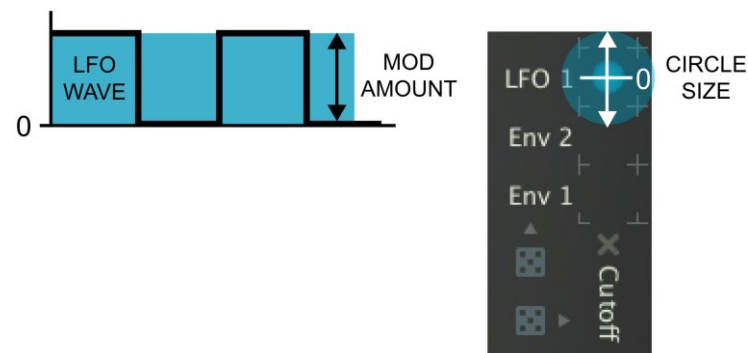 LFO
WAVE
MOD
AMOUNT
0
LFO 1
0
CIRCLE
SIZE
Env 2
Env 1
Cutoff